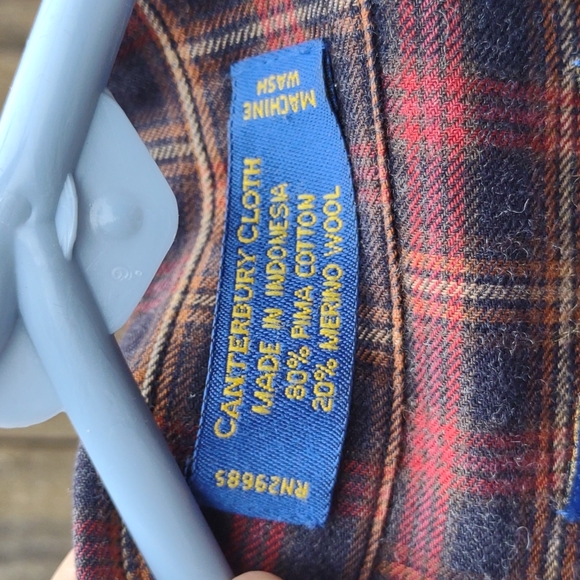 MACHINE
WASH
CANTERBURY CLOTH
MADE IN INDONESIA
80% PIMA COTTON
20% MERINO WOOL
RN29685